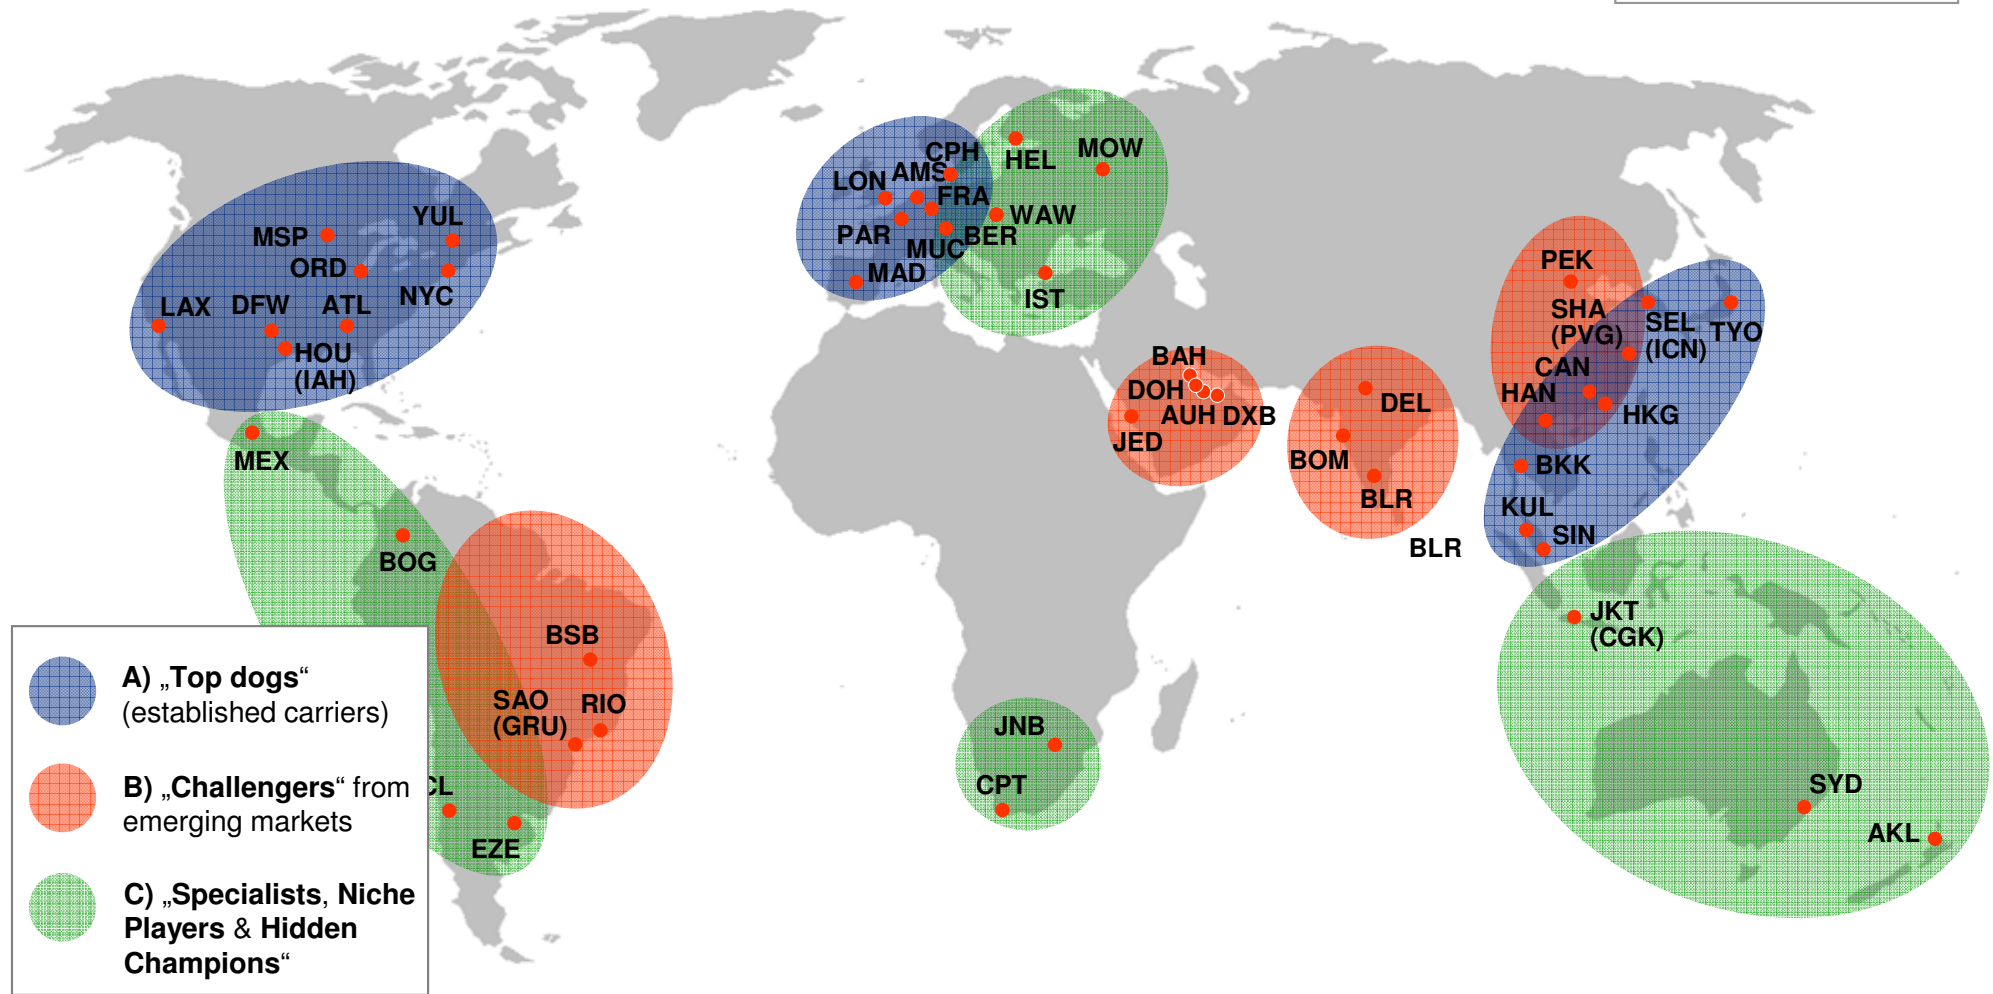 CPH
HEL
MOW
LON
AMS
FRA
WAW
PAR
BER
MUC
MAD
IST
YUL
MSP
ORD
NYC
LAX
DFW
ATL
HOU
(IAH)
PEK
SHA
(PVG)
SEL
(ICN)
TYO
CAN
HAN
HKG
BKK
KUL
SIN
BAH
DOH
AUH
DXB
JED
DEL
BOM
BLR
BLR
MEX
BOG
BSB
SAO
(GRU)
RIO
CL
EZE
JNB
CPT
JKT
(CGK)
SYD
AKL
A) „Top dogs“
(established carriers)
B) „Challengers“ from
emerging markets
C) „Specialists, Niche
Players & Hidden
Champions“